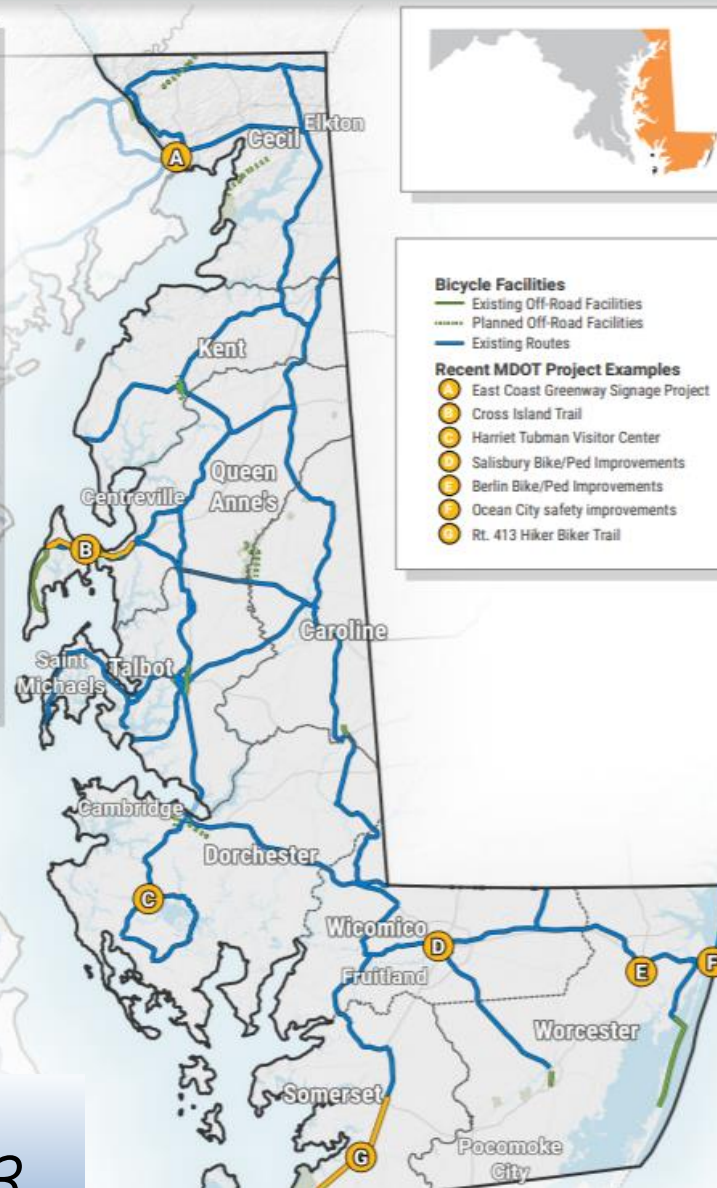 Elkton
Cecil
A
Kent
Queen
Anne's
Centreville
B
Caroline
Saint
Michaels
Talbot
Cambridge
Dorchester
C
Wicomico
D
Fruitland
E
F
Worcester
Somerset
G
Pocomoke
City
Bicycle Facilities
Existing Off-Road Facilities
Planned Off-Road Facilities
Existing Routes
Recent MDOT Project Examples
A East Coast Greenway Signage Project
B Cross Island Trail
C Harriet Tubman Visitor Center
D Salisbury Bike/Ped Improvements
E Berlin Bike/Ped Improvements
F Ocean City safety improvements
G Rt. 413 Hiker Biker Trail